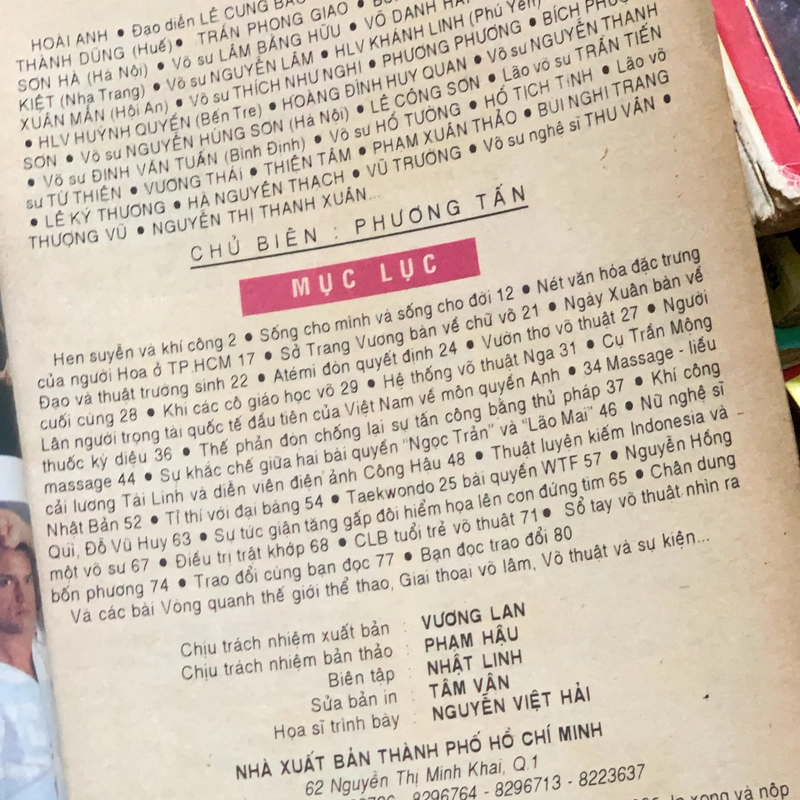 HOÀI ANH • Đạo diễn LÊ CUNG
THÀNH DŨNG (Huế) • TRẦN PHONG GIAO •
SƠN HÀ (Hà Nội) • Võ sư LÂM BẰNG HỮU • VÕ DANH
KIỆT (Nha Trang) • Võ sư NGUYỄN LÂM • HLV KHÁNH LINH (Phú Yên)
XUÂN MẪN (Hội An) • Võ sư THÍCH NHƯ NGHI • PHƯƠNG PHƯƠNG • BÍCH
• HLV HUỲNH QUYỀN (Bến Tre) • HOÀNG ĐÌNH HUY QUAN • Võ sư NGUYỄN THANH
SƠN • Võ sư NGUYỄN HÙNG SƠN (Hà Nội) • LÊ CÔNG SƠN • Lão võ sư TRẦN TIẾN
• Võ sư ĐINH VĂN TUẤN (Bình Định) • Võ sư HỒ TƯỜNG • HỒ TỊCH TỊNH • Lão võ
sư TỪ THIỆN • VƯƠNG THÁI • THIỆN TÂM • PHẠM XUÂN THẢO • BÙI NGHI TRANG
• LÊ KÝ THƯƠNG • HÀ NGUYÊN THẠCH • VŨ TRƯỜNG • Võ sư nghệ sĩ THU VÂN •
THƯỢNG VŨ • NGUYỄN THỊ THANH XUÂN...
CHỦ BIÊN : PHƯƠNG TẤN
MỤC LỤC
Hen suyễn và khí công 2 • Sống cho mình và sống cho đời 12 • Nét văn hóa đặc trưng
của người Hoa ở TP.HCM 17 • Sở Trang Vương bàn về chữ võ 21 • Ngày Xuân bàn về
Đạo và thuật trường sinh 22 • Atémi đòn quyết định 24 • Vườn thơ võ thuật 27 • Người
cuối cùng 28 • Khi các cô giáo học võ 29 • Hệ thống võ thuật Nga 31 • Cụ Trần Mộng
Lân người trọng tài quốc tế đầu tiên của Việt Nam về môn quyền Anh • 34 Massage - liều
thuốc kỳ diệu 36 • Thế phản đòn chống lại sự tấn công bằng thủ pháp 37 • Khí công
massage 44 • Sự khác chế giữa hai bài quyền "Ngọc Trản" và "Lão Mai" 46 • Nữ nghệ sĩ
cải lương Tài Linh và diễn viên điện ảnh Công Hậu 48 • Thuật luyện kiếm Indonesia và
Nhật Bản 52 • Tỉ thí với đại bàng 54 • Taekwondo 25 bài quyền WTF 57 • Nguyễn Hồng
Qui, Đỗ Vũ Huy 63 • Sự tức giận tăng gấp đôi hiểm họa lên cơn đứng tim 65 • Chân dung
một võ sư 67 • Điều trị trật khớp 68 • CLB tuổi trẻ võ thuật 71 • Sổ tay võ thuật nhìn ra
bốn phương 74 • Trao đổi cùng bạn đọc 77 • Bạn đọc trao đổi 80
Và các bài Vòng quanh thế giới thể thao, Giai thoại võ lâm, Võ thuật và sự kiện...
Chịu trách nhiệm xuất bản : VƯƠNG LAN
Chịu trách nhiệm bản thảo : PHẠM HẬU
Biên tập : NHẬT LINH
Sửa bản in : TÂM VÂN
Họa sĩ trình bày : NGUYỄN VIỆT HẢI
NHÀ XUẤT BẢN THÀNH PHỐ HỒ CHÍ MINH
62 Nguyễn Thị Minh Khai, Q.1
8296764 - 8296713 - 8223637
In xong và nộp